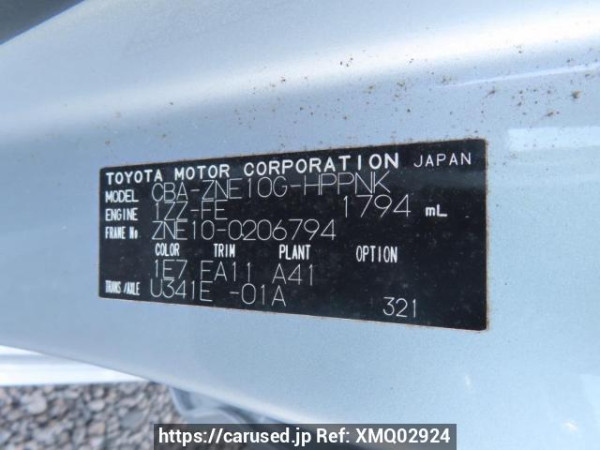 TOYOTA MOTOR CORPORATION JAPAN
MODEL CBA-ZNE10G-HPPNK
ENGINE 1ZZ-FE 1794 mL
FRAME No. ZNE10-0206794
COLOR TRIM PLANT OPTION
1E7 FA11 A41
TRANS/AXLE U341E -01A 321
https://carused.jp Ref: XMQ02924